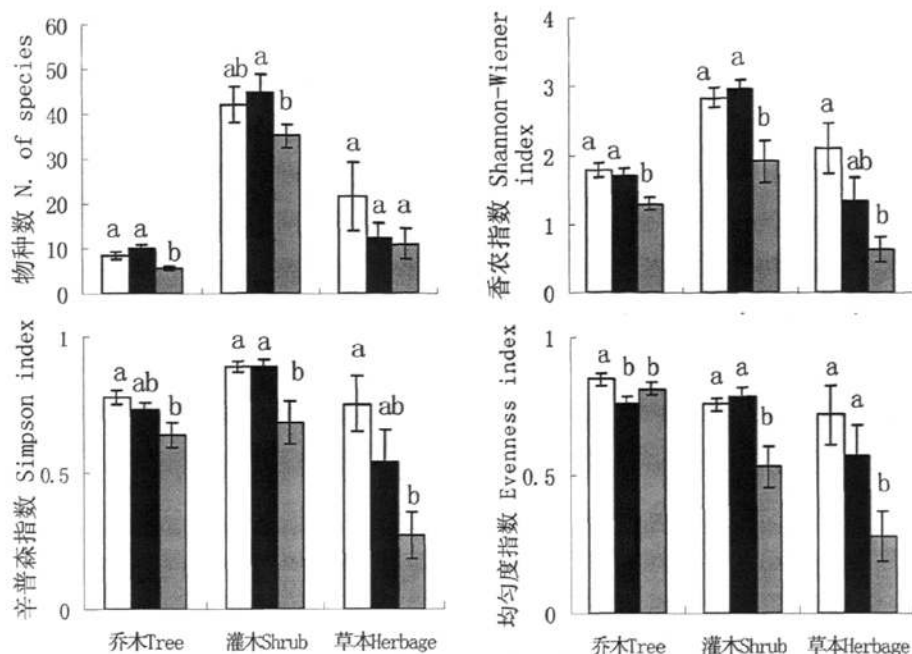 物种数 N. of species
60
50
40
30
20
10
0
a a b
ab a b
a a a
香农指数 Shannon-Wiener
index
4
3
2
1
0
a a b
a a b
a ab b
辛普森指数 Simpson index
1
0.5
0
a ab b
a a b
a ab b
乔木Tree 灌木Shrub 草本Herbage
均匀度指数 Evenness index
1
0.5
0
a b b
a a b
a a b
乔木Tree 灌木Shrub 草本Herbage